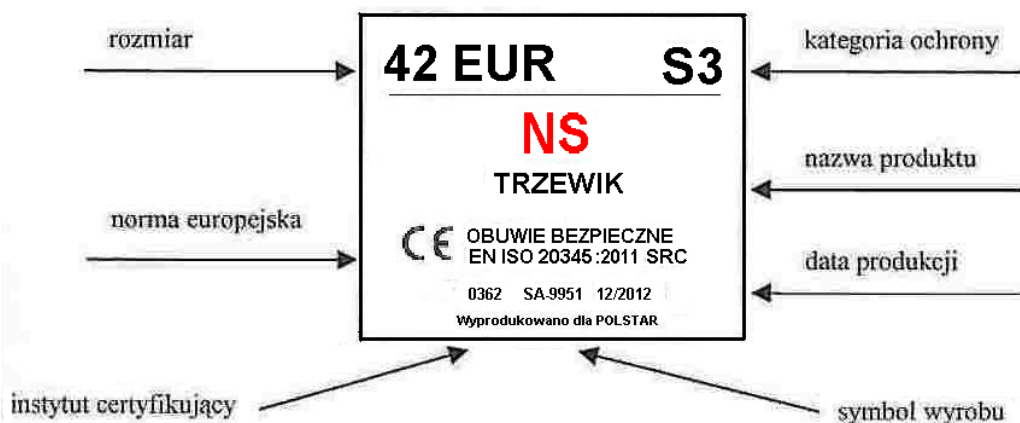 rozmiar
kategoria ochrony
42 EUR S3
NS
nazwa produktu
TRZEWIK
norma europejska
CE OBUWIE BEZPIECZNE
EN ISO 20345:2011 SRC
data produkcji
0362 SA-9951 12/2012
Wyprodukowano dla POLSTAR
instytut certyfikujący
symbol wyrobu